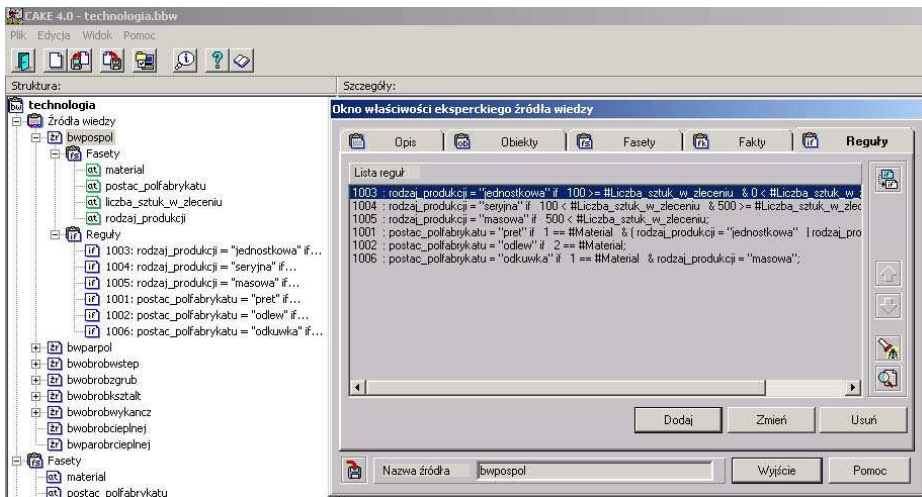 CAKE 4.0 - technologia.bbw
Plik Edycja Widok Pomoc
Struktura:
Szczegóły:
technologia
Źródła wiedzy
bwpospol
Fasety
material
postac_polfabrykatu
liczba_sztuk_w_zleceniu
rodzaj_produkcji
Reguły
1003: rodzaj_produkcji = "jednostkowa" if...
1004: rodzaj_produkcji = "seryjna" if...
1005: rodzaj_produkcji = "masowa" if...
1001: postac_polfabrykatu = "pret" if...
1002: postac_polfabrykatu = "odlew" if...
1006: postac_polfabrykatu = "odkuwka" if...
bwparpol
bwobrobwstep
bwobrobzgrub
bwobrobksztalt
bwobrobwykancz
bwobrobcieplnej
bwparobrcieplnej
Fasety
material
postac_polfabrykatu
Okno właściwości eksperckiego źródła wiedzy
Opis Obiekty Fasety Fakty Reguły
Lista reguł
1003 : rodzaj_produkcji = "jednostkowa" if 100 >= #Liczba_sztuk_w_zleceniu & 0 < #Liczba_sztuk_w_z
1004 : rodzaj_produkcji = "seryjna" if 100 < #Liczba_sztuk_w_zleceniu & 500 >= #Liczba_sztuk_w_zlec
1005 : rodzaj_produkcji = "masowa" if 500 < #Liczba_sztuk_w_zleceniu;
1001 : postac_polfabrykatu = "pret" if 1 == #Material & ( rodzaj_produkcji = "jednostkowa" | rodzaj_pro
1002 : postac_polfabrykatu = "odlew" if 2 == #Material;
1006 : postac_polfabrykatu = "odkuwka" if 1 == #Material & rodzaj_produkcji = "masowa";
Dodaj Zmień Usuń
Nazwa źródła bwpospol Wyjście Pomoc